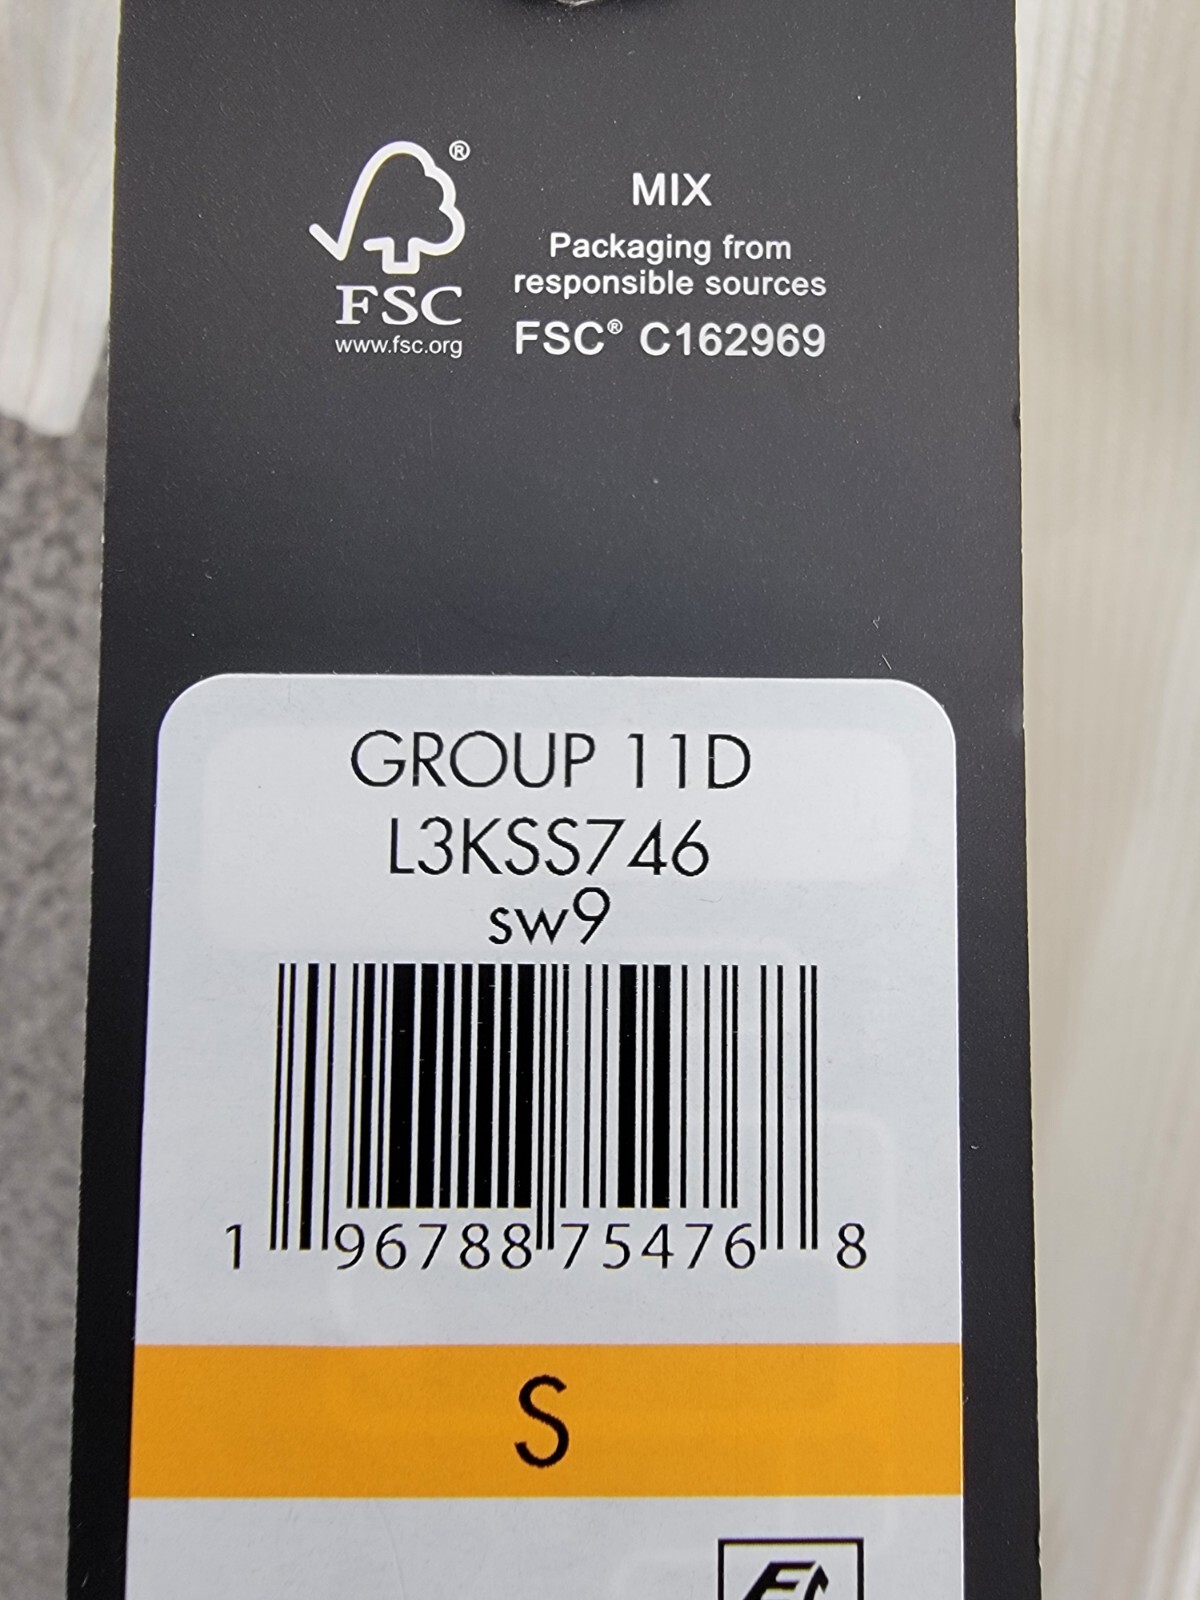 MIX
Packaging from
responsible sources
FSC® C162969
®
FSC
www.fsc.org
GROUP 11D
L3KSS746
sw9
1 96788 75476 8
S